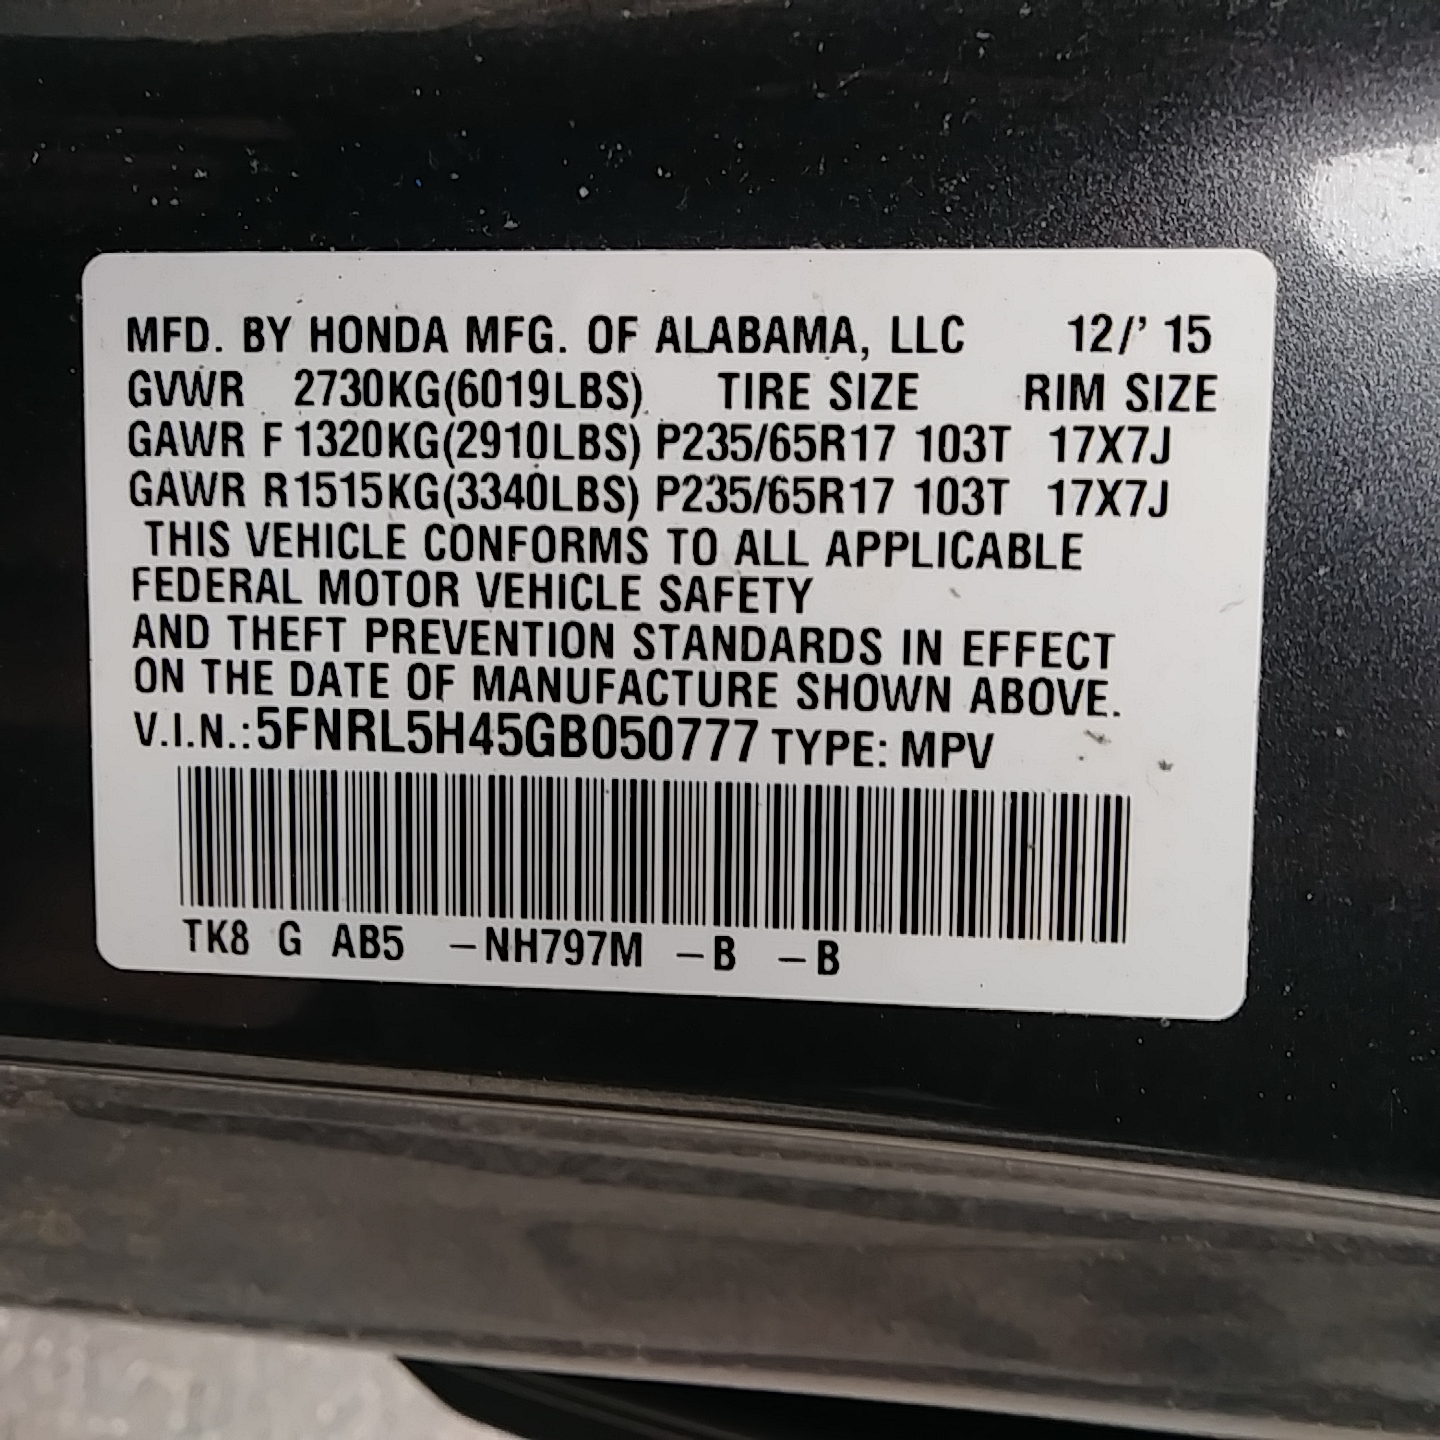 MFD. BY HONDA MFG. OF ALABAMA, LLC 12/' 15
GVWR 2730KG(6019LBS) TIRE SIZE RIM SIZE
GAWR F 1320KG(2910LBS) P235/65R17 103T 17X7J
GAWR R1515KG(3340LBS) P235/65R17 103T 17X7J
THIS VEHICLE CONFORMS TO ALL APPLICABLE
FEDERAL MOTOR VEHICLE SAFETY
AND THEFT PREVENTION STANDARDS IN EFFECT
ON THE DATE OF MANUFACTURE SHOWN ABOVE.
V.I.N.:5FNRL5H45GB050777 TYPE: MPV
TK8 G AB5 –NH797M –B –B